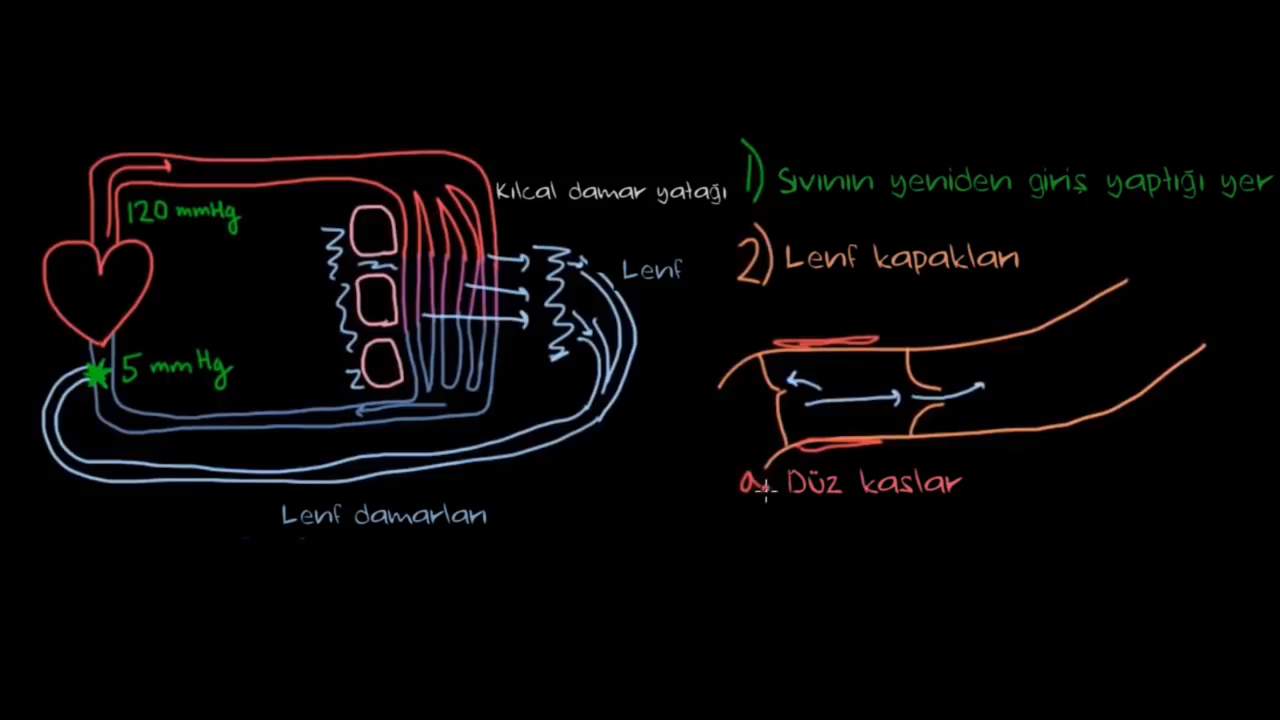 120 mmHg
Kılcal damar yatağı
Lenf
5 mmHg
Lenf damarları
1) Sıvının yeniden giriş yaptığı yer
2) Lenf kapakları
a. Düz kaslar